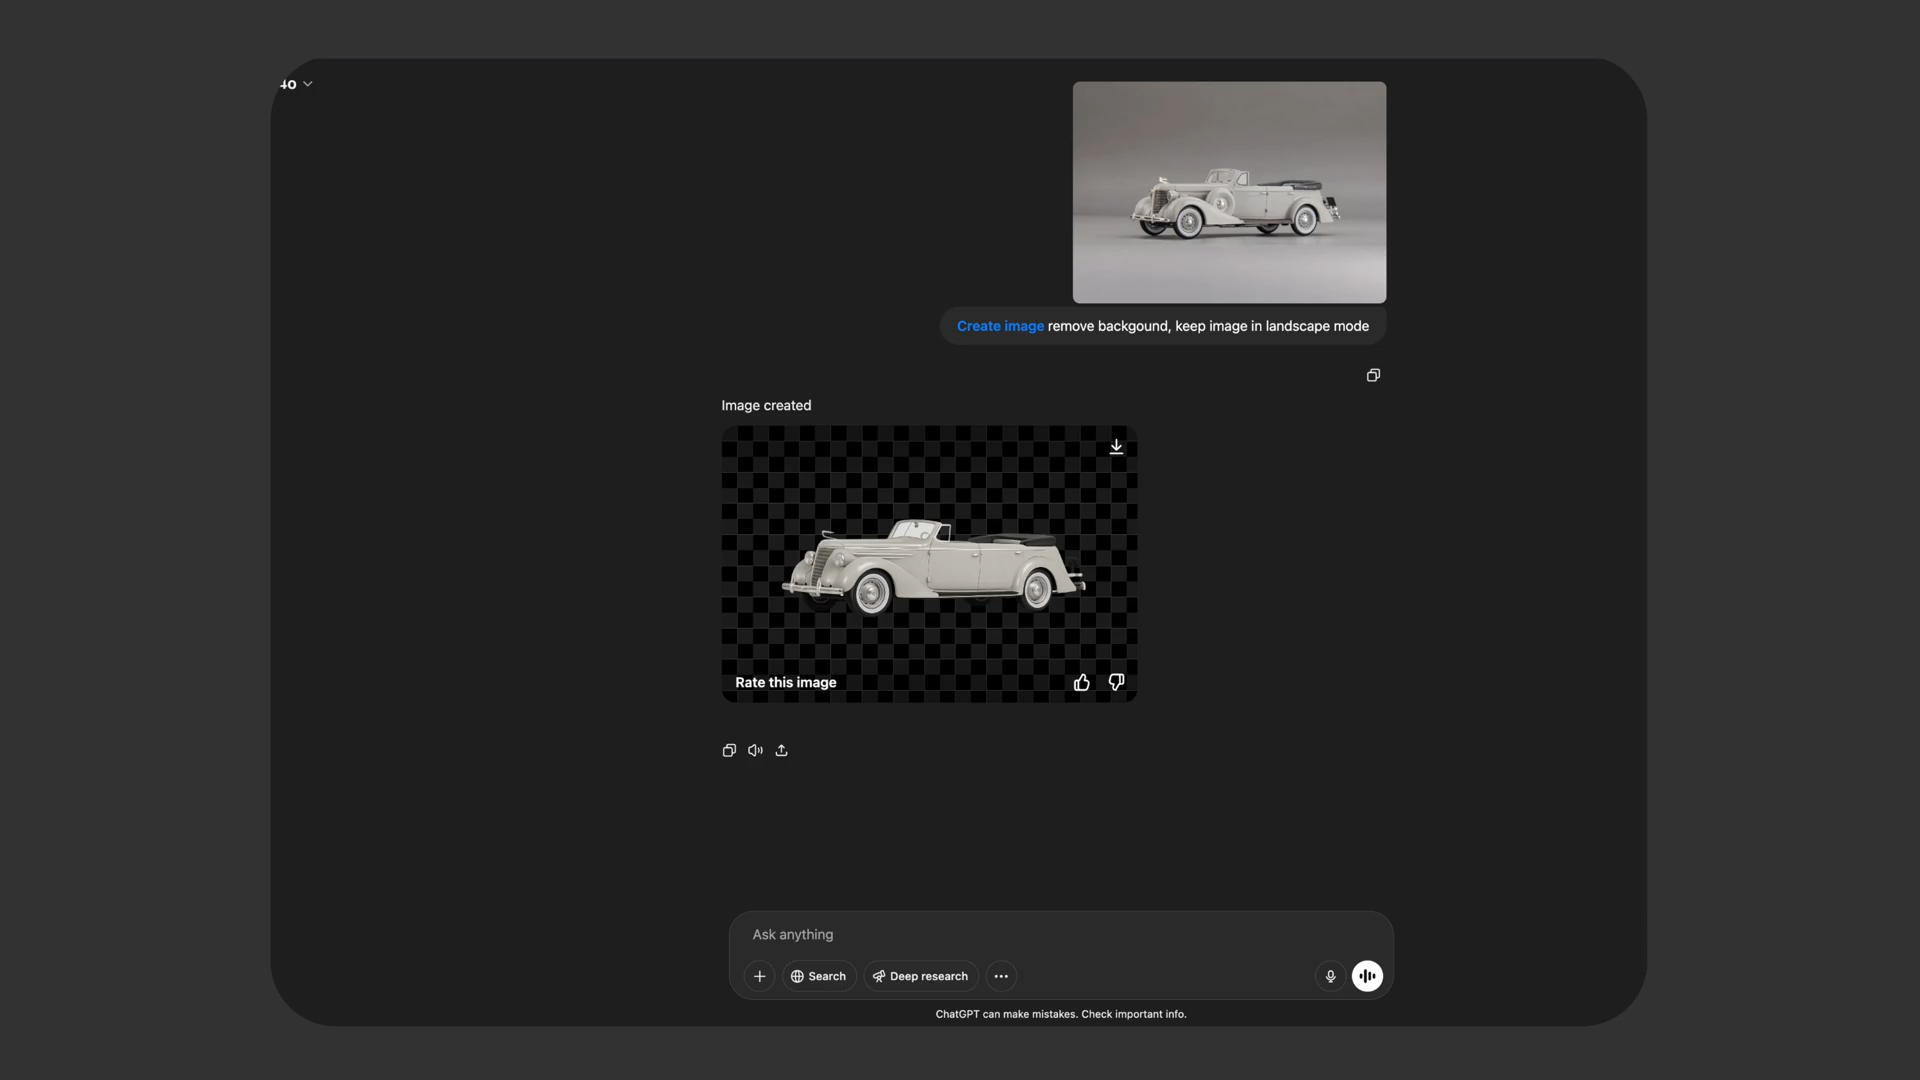 4o
Create image remove backgound, keep image in landscape mode
Image created
Rate this image
Ask anything
Search
Deep research
ChatGPT can make mistakes. Check important info.